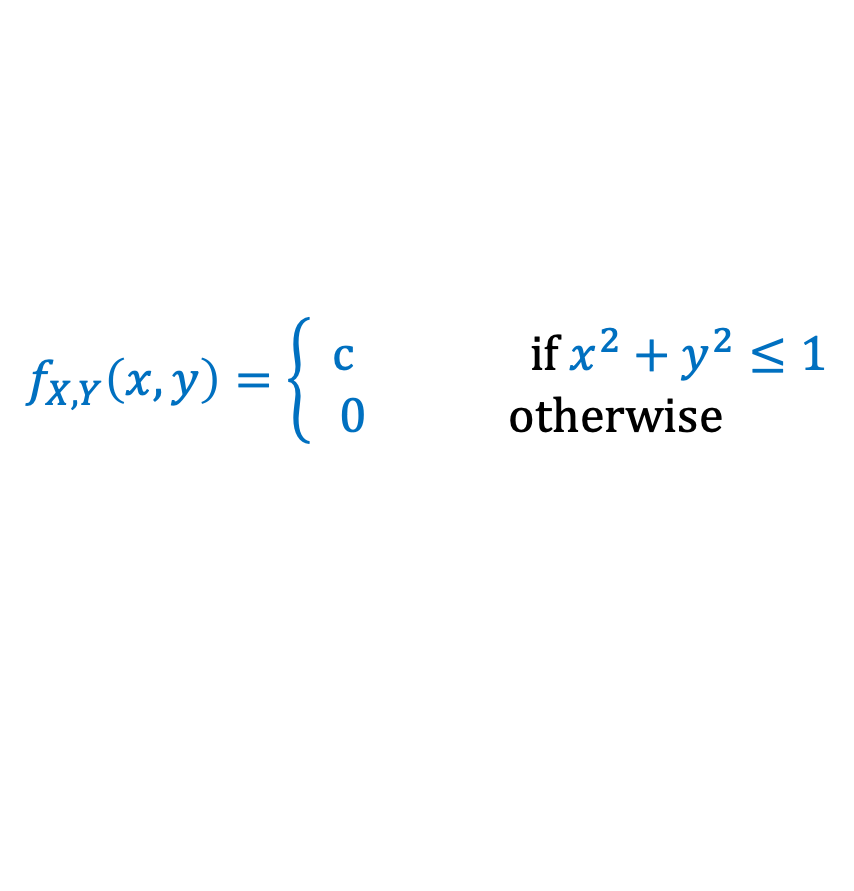 f_{X,Y}(x, y) = { c if x² + y² ≤ 1
0 otherwise